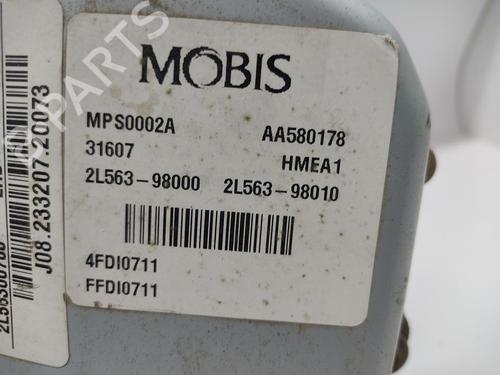 MOBIS
MPS0002A AA580178
31607 HMEA1
2L563-98000 2L563-98010
4FDI0711
FFDI0711
J08.233207.20073
B-PARTS